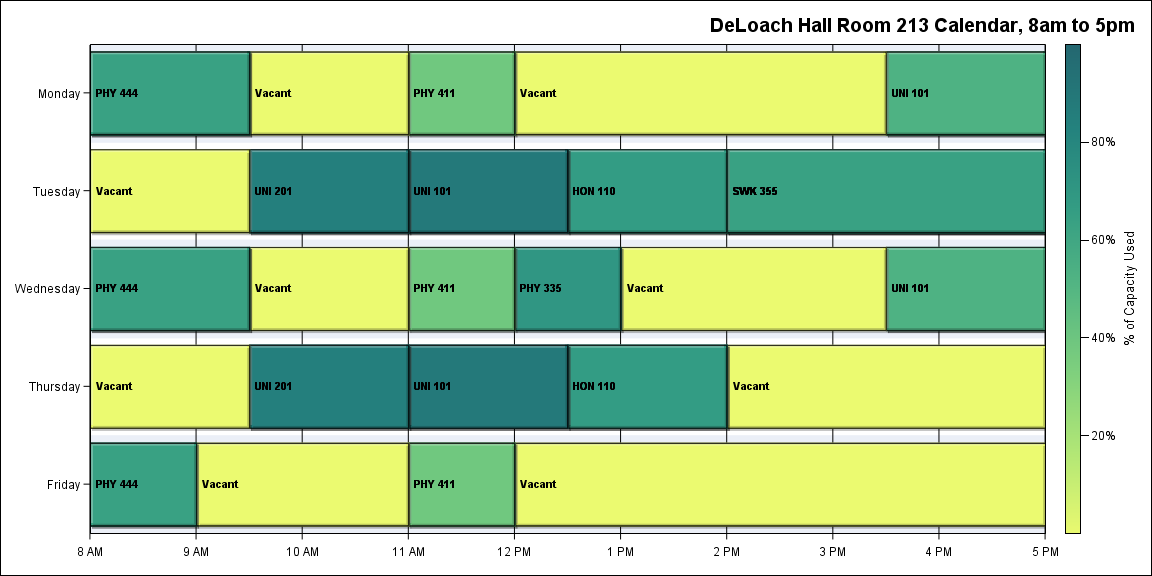 DeLoach Hall Room 213 Calendar, 8am to 5pm
Monday
PHY 444
Vacant
PHY 411
Vacant
UNI 101
Tuesday
Vacant
UNI 201
UNI 101
HON 110
SWK 355
Wednesday
PHY 444
Vacant
PHY 411
PHY 335
Vacant
UNI 101
Thursday
Vacant
UNI 201
UNI 101
HON 110
Vacant
Friday
PHY 444
Vacant
PHY 411
Vacant
8 AM
9 AM
10 AM
11 AM
12 PM
1 PM
2 PM
3 PM
4 PM
5 PM
80%
60%
40%
20%
% of Capacity Used